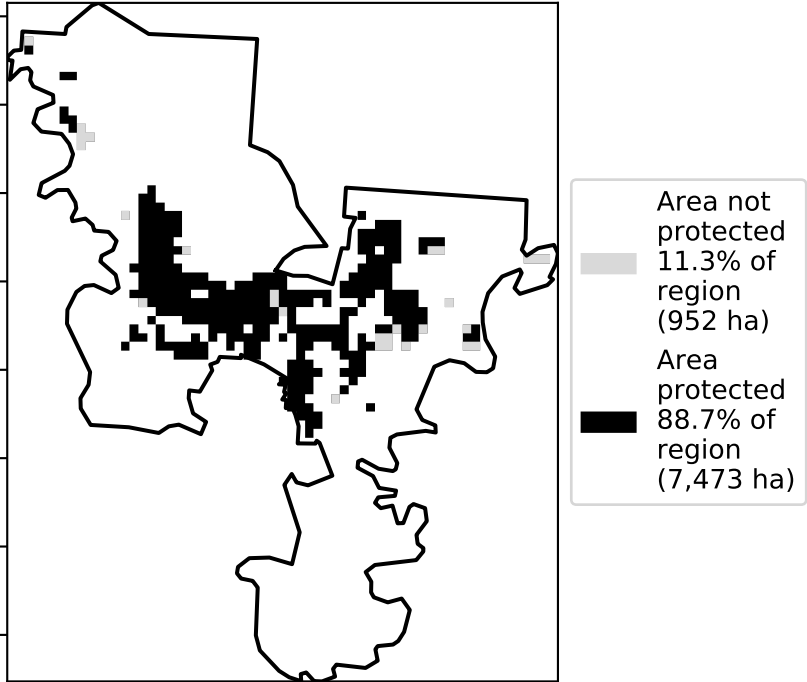 Area not
protected
11.3% of
region
(952 ha)
Area
protected
88.7% of
region
(7,473 ha)